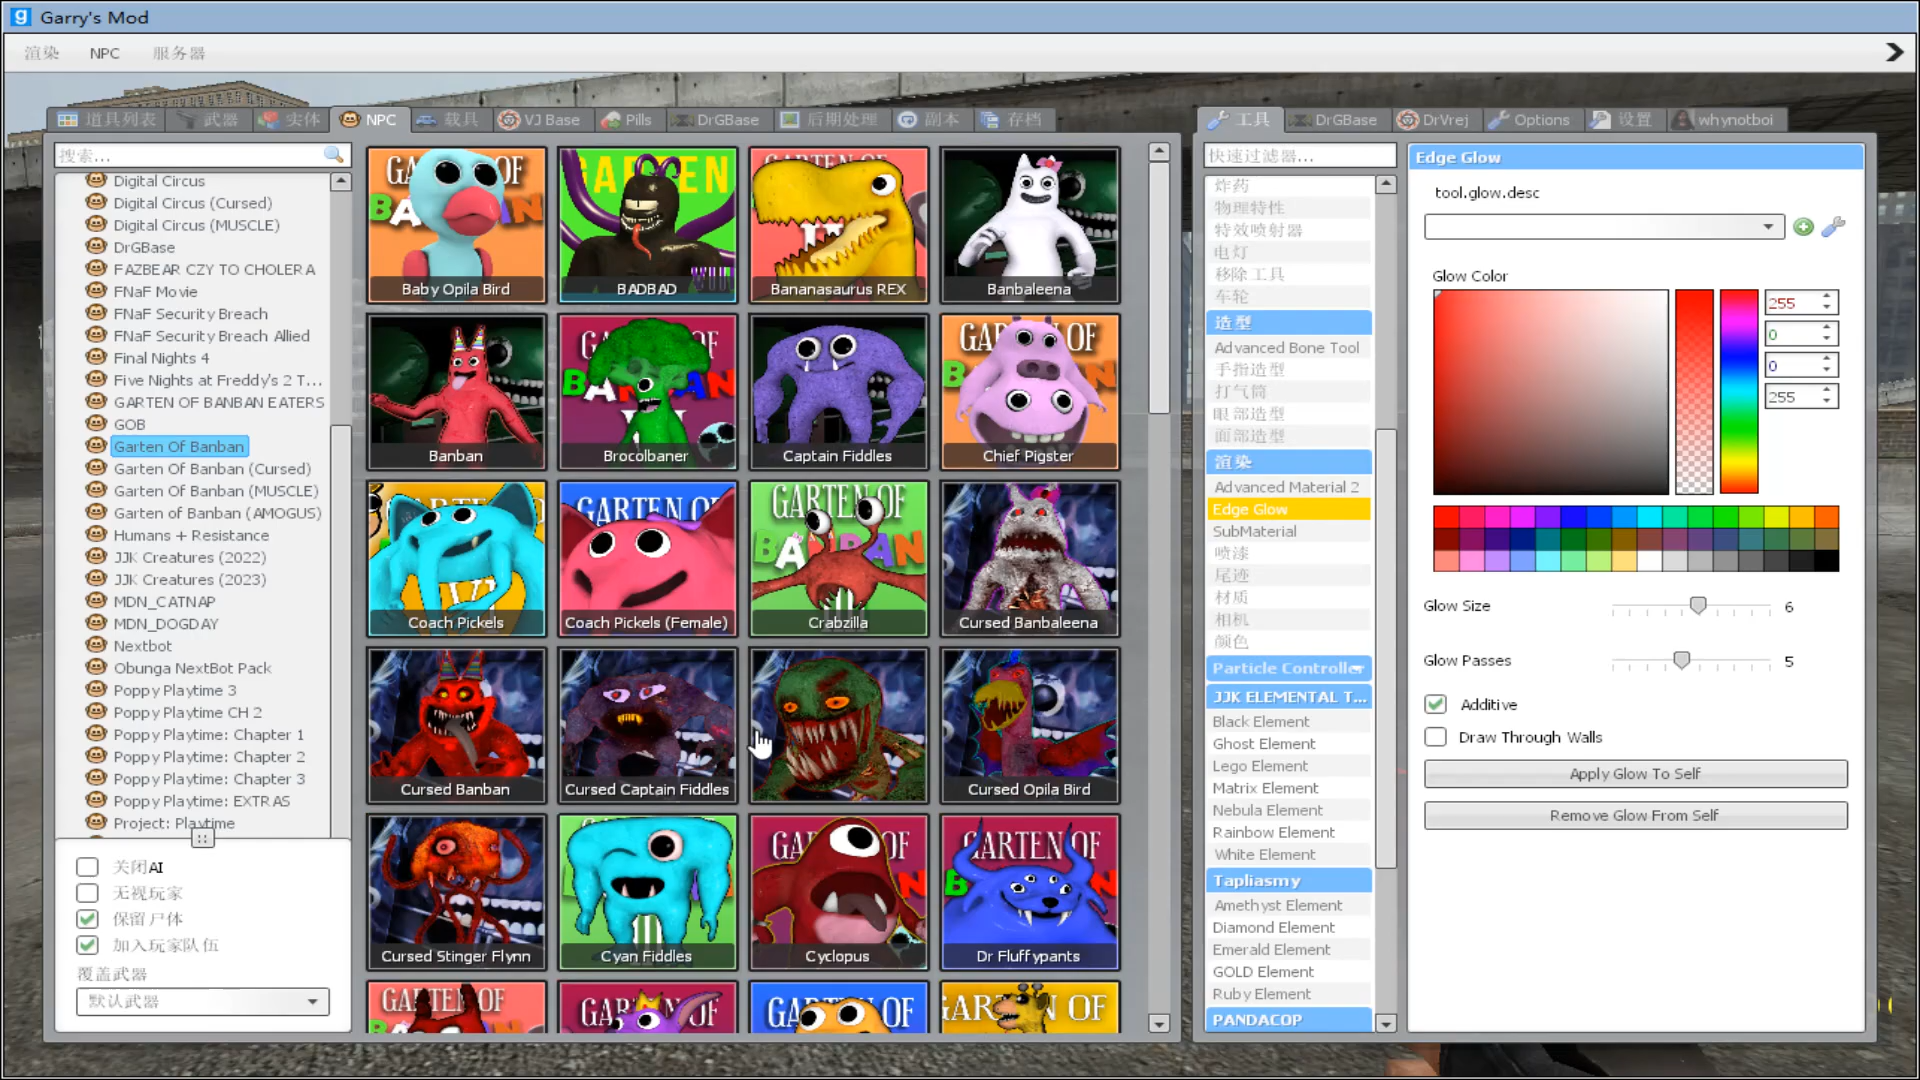 Garry's Mod
渲染 NPC 服务器
道具列表 武器 实体 NPC 载具 VJ Base Pills DrGBase 后期处理 副本 存档
工具 DrGBase DrVrej Options 设置 whynotboi
搜索...
Digital Circus
Digital Circus (Cursed)
Digital Circus (MUSCLE)
DrGBase
FAZBEAR CZY TO CHOLERA
FNaF Movie
FNaF Security Breach
FNaF Security Breach Allied
Final Nights 4
Five Nights at Freddy's 2 T...
GARTEN OF BANBAN EATERS
GOB
Garten Of Banban
Garten Of Banban (Cursed)
Garten Of Banban (MUSCLE)
Garten of Banban (AMOGUS)
Humans + Resistance
JJK Creatures (2022)
JJK Creatures (2023)
MDN_CATNAP
MDN_DOGDAY
Nextbot
Obunga NextBot Pack
Poppy Playtime 3
Poppy Playtime CH 2
Poppy Playtime: Chapter 1
Poppy Playtime: Chapter 2
Poppy Playtime: Chapter 3
Poppy Playtime: EXTRAS
Project: Playtime
关闭AI
无视玩家
保留尸体
加入玩家队伍
覆盖武器
默认武器
Baby Opila Bird
BADBAD
Bananasaurus REX
Banbaleena
Banban
Brocolbaner
Captain Fiddles
Chief Pigster
Coach Pickels
Coach Pickels (Female)
Crabzilla
Cursed Banbaleena
Cursed Banban
Cursed Captain Fiddles
Cursed Opila Bird
Cursed Stinger Flynn
Cyan Fiddles
Cyclopus
Dr Fluffypants
GARTEN OF
快速过滤器...
炸药
物理特性
特效喷射器
电灯
移除工具
车轮
造型
Advanced Bone Tool
手指造型
打气筒
眼部造型
面部造型
渲染
Advanced Material 2
Edge Glow
SubMaterial
喷漆
尾迹
材质
相机
颜色
Particle Controller
JJK ELEMENTAL T...
Black Element
Ghost Element
Lego Element
Matrix Element
Nebula Element
Rainbow Element
White Element
Tapliasmy
Amethyst Element
Diamond Element
Emerald Element
GOLD Element
Ruby Element
PANDACOP
Edge Glow
tool.glow.desc
Glow Color
255
0
0
255
Glow Size 6
Glow Passes 5
Additive
Draw Through Walls
Apply Glow To Self
Remove Glow From Self